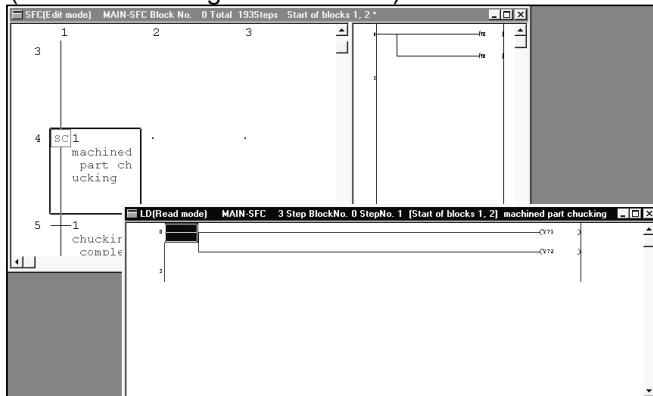 SFC(Edit mode) MAIN-SFC Block No. 0 Total 193Steps Start of blocks 1, 2 *
1 2 3
3
4 SC 1
machined
part ch
ucking
5 1
chuckin
comple
LD(Read mode) MAIN-SFC 3 Step BlockNo. 0 StepNo. 1 [Start of blocks 1, 2] machined part chucking
0 (Y71 )
(Y72 )
3